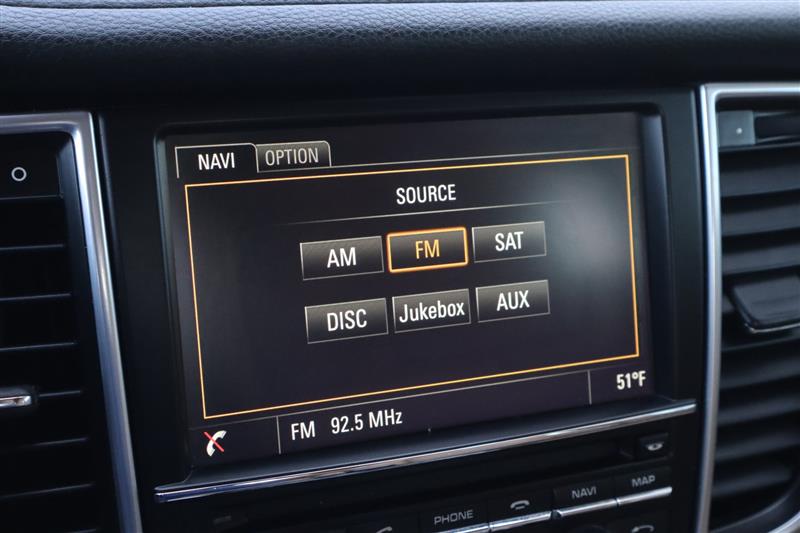 NAVI OPTION
SOURCE
AM FM SAT
DISC Jukebox AUX
FM 92.5 MHz 51°F
PHONE NAVI MAP